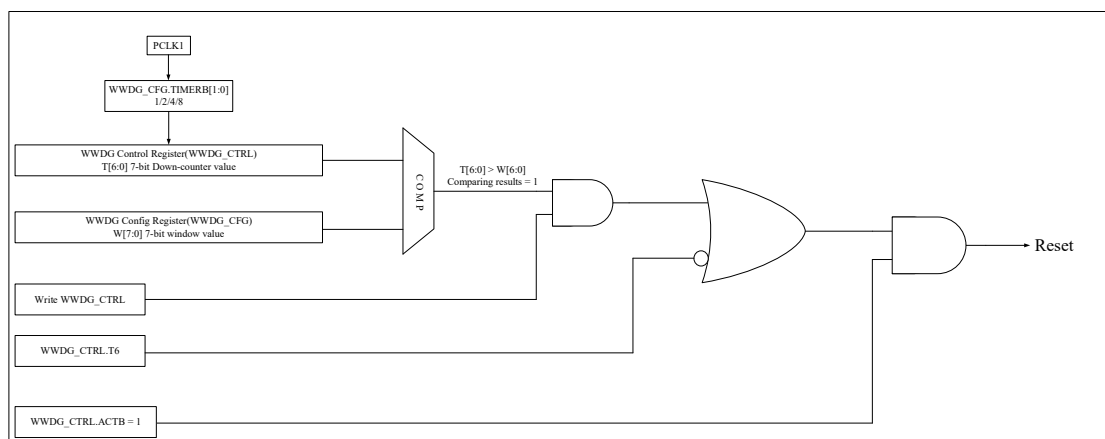 PCLK1
WWDG_CFG.TIMERB[1:0]
1/2/4/8
WWDG Control Register(WWDG_CTRL)
T[6:0] 7-bit Down-counter value
COMP
T[6:0] > W[6:0]
Comparing results = 1
WWDG Config Register(WWDG_CFG)
W[7:0] 7-bit window value
Reset
Write WWDG_CTRL
WWDG_CTRL.T6
WWDG_CTRL.ACTB = 1